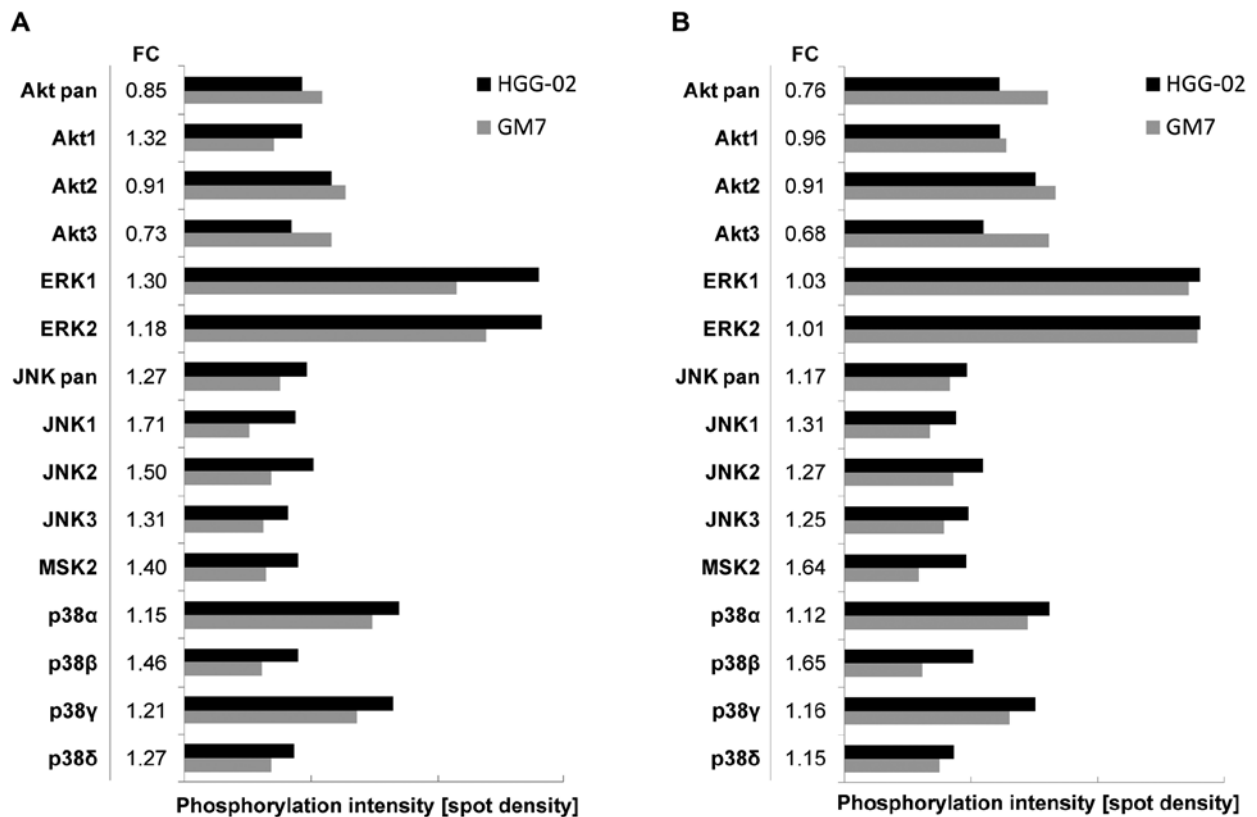 A
FC
HGG-02
GM7
Akt pan 0.85
Akt1 1.32
Akt2 0.91
Akt3 0.73
ERK1 1.30
ERK2 1.18
JNK pan 1.27
JNK1 1.71
JNK2 1.50
JNK3 1.31
MSK2 1.40
p38α 1.15
p38β 1.46
p38γ 1.21
p38δ 1.27
Phosphorylation intensity [spot density]
B
FC
HGG-02
GM7
Akt pan 0.76
Akt1 0.96
Akt2 0.91
Akt3 0.68
ERK1 1.03
ERK2 1.01
JNK pan 1.17
JNK1 1.31
JNK2 1.27
JNK3 1.25
MSK2 1.64
p38α 1.12
p38β 1.65
p38γ 1.16
p38δ 1.15
Phosphorylation intensity [spot density]